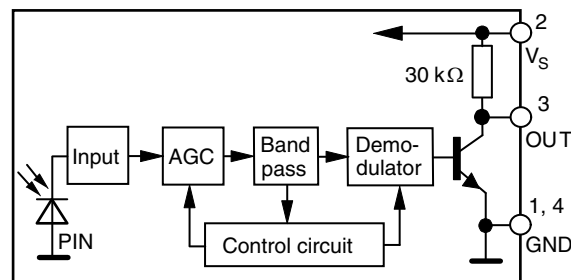 2
V_S
30 kΩ
3
OUT
Input
AGC
Band
pass
Demo-
dulator
1, 4
GND
PIN
Control circuit